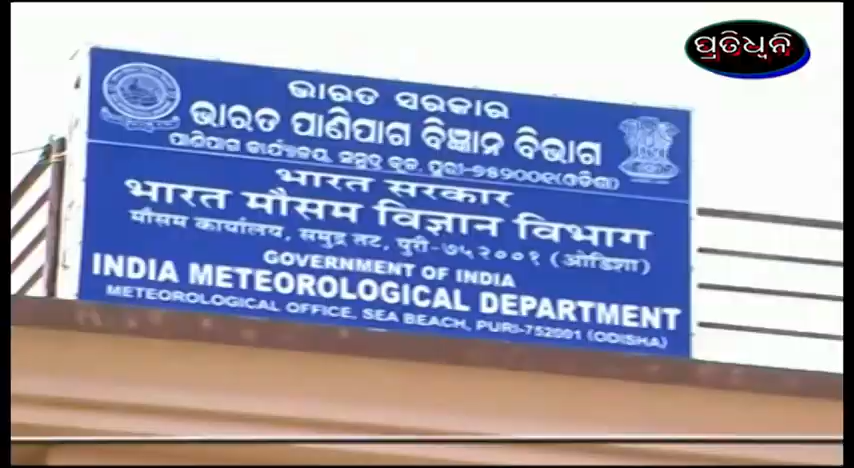 ପ୍ରତିଧ୍ୱନି
ଭାରତ ସରକାର
ଭାରତ ପାଣିପାଗ ବିଜ୍ଞାନ ବିଭାଗ
ପାଣିପାଗ କାର୍ଯ୍ୟାଳୟ, ସମୁଦ୍ର କୂଳ, ପୁରୀ-୭୫୨୦୦୧(ଓଡିଶା)
भारत सरकार
भारत मौसम विज्ञान विभाग
मौसम कार्यालय, समुद्र तट, पुरी-७५२००१ (ओडिशा)
GOVERNMENT OF INDIA
INDIA METEOROLOGICAL DEPARTMENT
METEOROLOGICAL OFFICE, SEA BEACH, PURI-752001 (ODISHA)